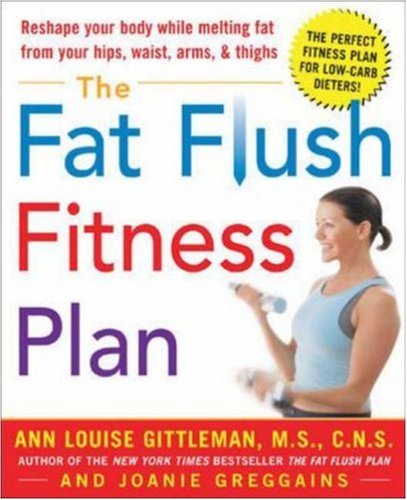 Reshape your body while melting fat
from your hips, waist, arms, & thighs
THE PERFECT
FITNESS PLAN
FOR LOW-CARB
DIETERS!
The
Fat Flush
Fitness
Plan
ANN LOUISE GITTLEMAN, M.S., C.N.S.
AUTHOR OF THE NEW YORK TIMES BESTSELLER THE FAT FLUSH PLAN
AND JOANIE GREGGAINS